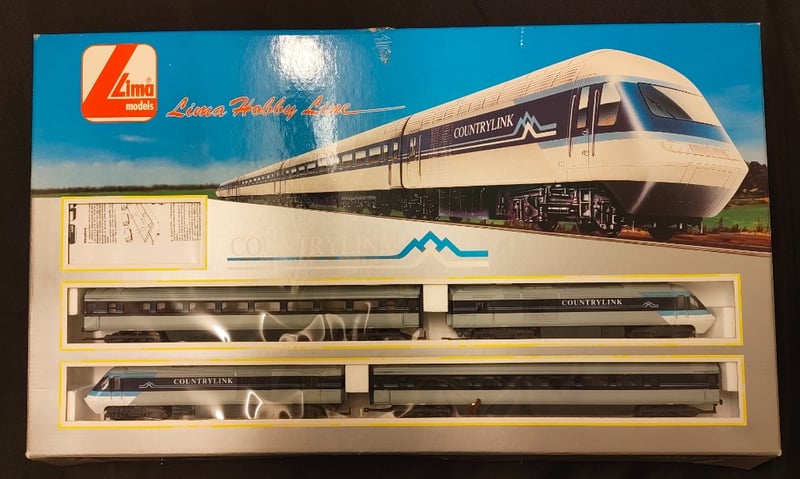 Lima®
models
Lima Hobby Line
COUNTRYLINK
COUNTRYLINK
COUNTRYLINK
COUNTRYLINK